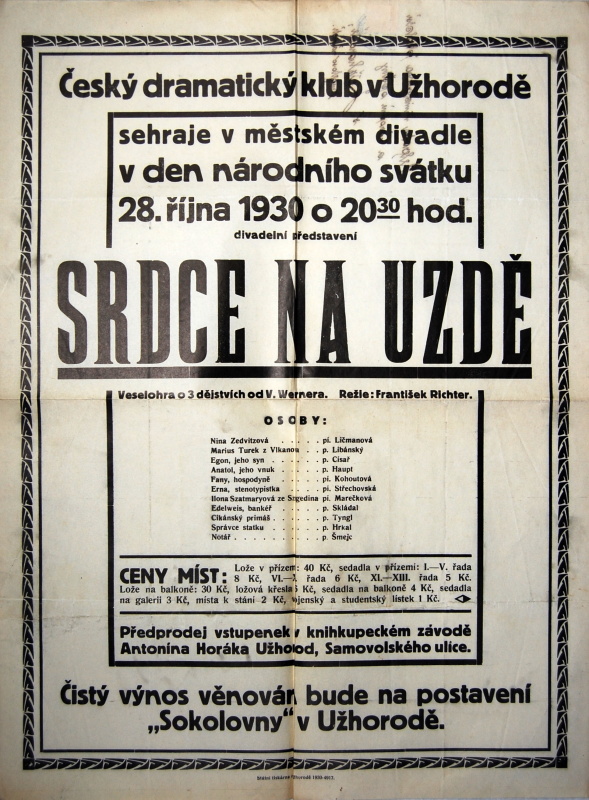 Český dramatický klub v Užhorodě
sehraje v městském divadle
v den národního svátku
28. října 1930 o 20³⁰ hod.
divadelní představení
SRDCE NA UZDĚ
Veselohra o 3 dějstvích od V. Wernera. Režie: František Richter.
OSOBY:
Nina Zedvitzová . . . . . pí. Líčmanová
Marius Turek z Vlkanou . . p. Libánský
Egon, jeho syn . . . . . . p. Císař
Anatol, jeho vnuk . . . . . p. Haupt
Fany, hospodyně . . . . . pí. Kohoutová
Erna, stenotypistka . . . . pí. Střechovská
Ilona Szatmaryová ze Szgedína pí. Marečková
Edelweis, bankéř . . . . . p. Skládal
Cikánský primáš . . . . . p. Tyngl
Správce statku . . . . . . p. Hrkal
Notář . . . . . . . . . . p. Šmejc
CENY MÍST: Lože v přízemí: 40 Kč, sedadla v přízemí: I.—V. řada
8 Kč, VI.— řada 6 Kč, XI.—XIII. řada 5 Kč.
Lože na balkoně: 30 Kč, ložová křesla 5 Kč, sedadla na balkoně 4 Kč, sedadla
na galerii 3 Kč, místa k stání 2 Kč, vojenský a studentský lístek 1 Kč.
Předprodej vstupenek v knihkupeckém závodě
Antonína Horáka Užhorod, Samovolského ulice.
Čistý výnos věnován bude na postavení
„Sokolovny“ v Užhorodě.